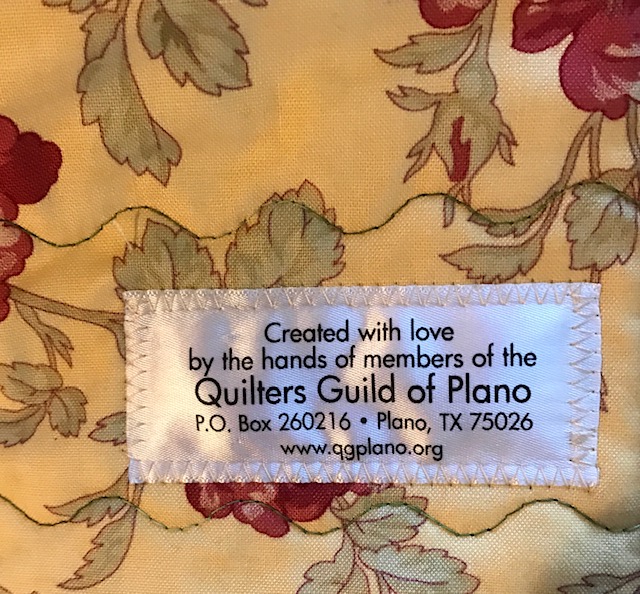 Created with love
by the hands of members of the
Quilters Guild of Plano
P.O. Box 260216 • Plano, TX 75026
www.qgplano.org